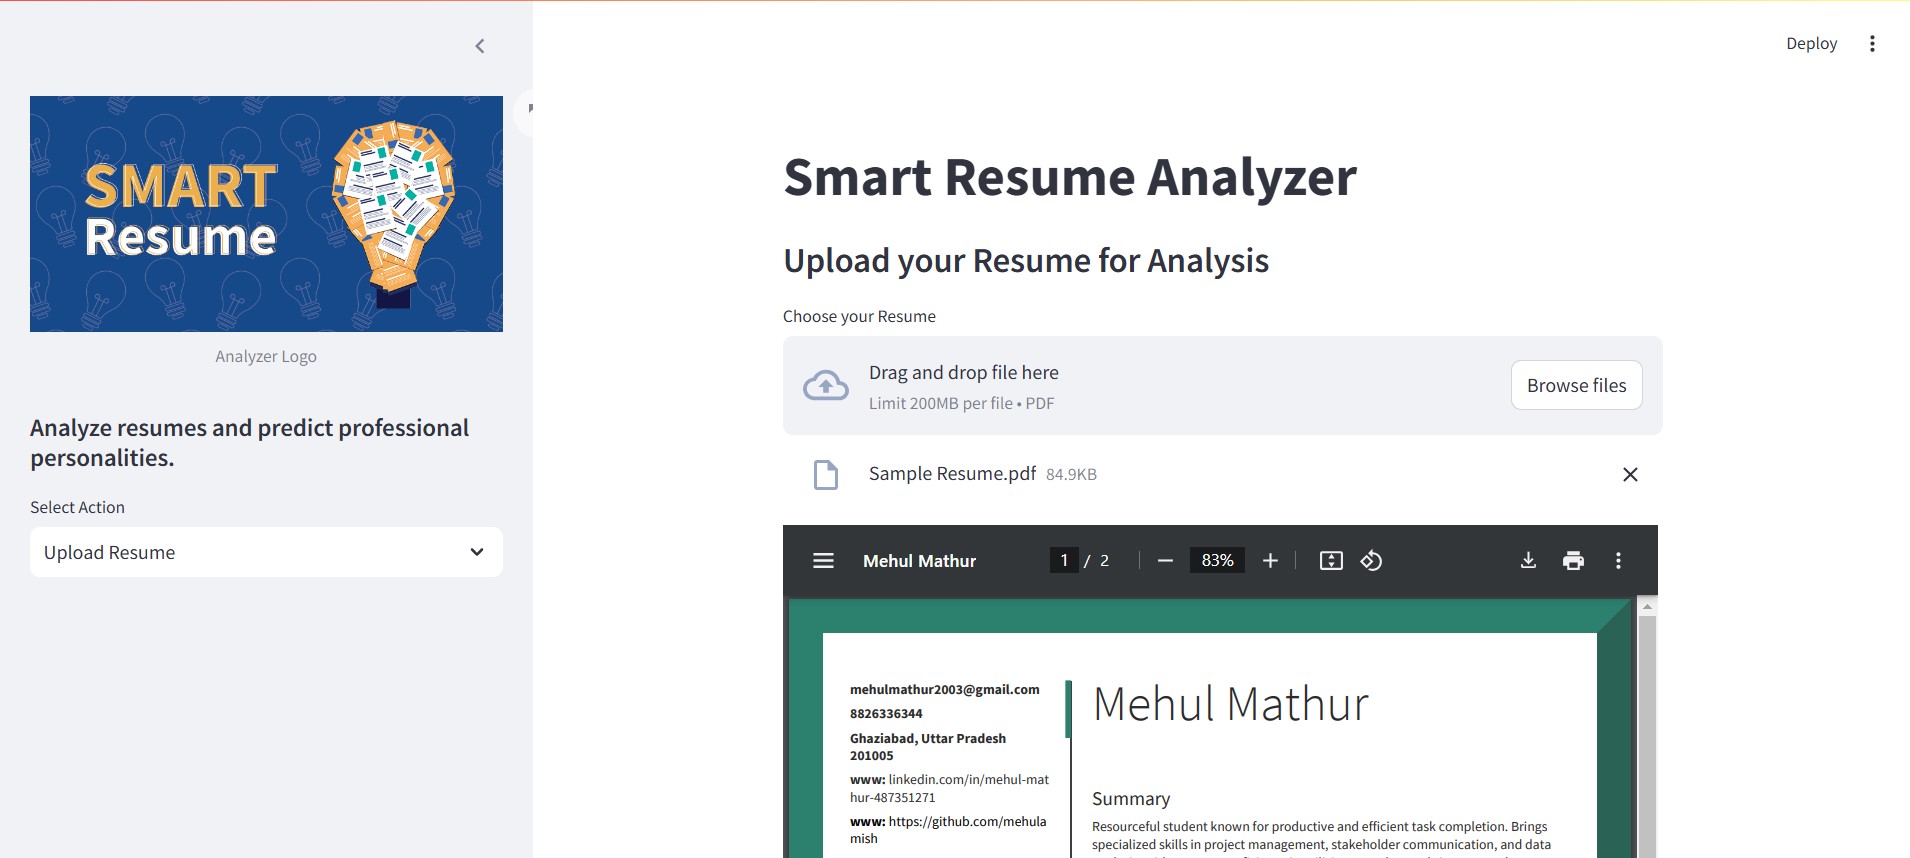 Deploy
SMART
Resume
Analyzer Logo
Analyze resumes and predict professional
personalities.
Select Action
Upload Resume
Smart Resume Analyzer
Upload your Resume for Analysis
Choose your Resume
Drag and drop file here
Limit 200MB per file • PDF
Browse files
Sample Resume.pdf 84.9KB
Mehul Mathur 1 / 2 83%
mehulmathur2003@gmail.com
8826336344
Ghaziabad, Uttar Pradesh
201005
www: linkedin.com/in/mehul-mat
hur-487351271
www: https://github.com/mehula
mish
Mehul Mathur
Summary
Resourceful student known for productive and efficient task completion. Brings
specialized skills in project management, stakeholder communication, and data